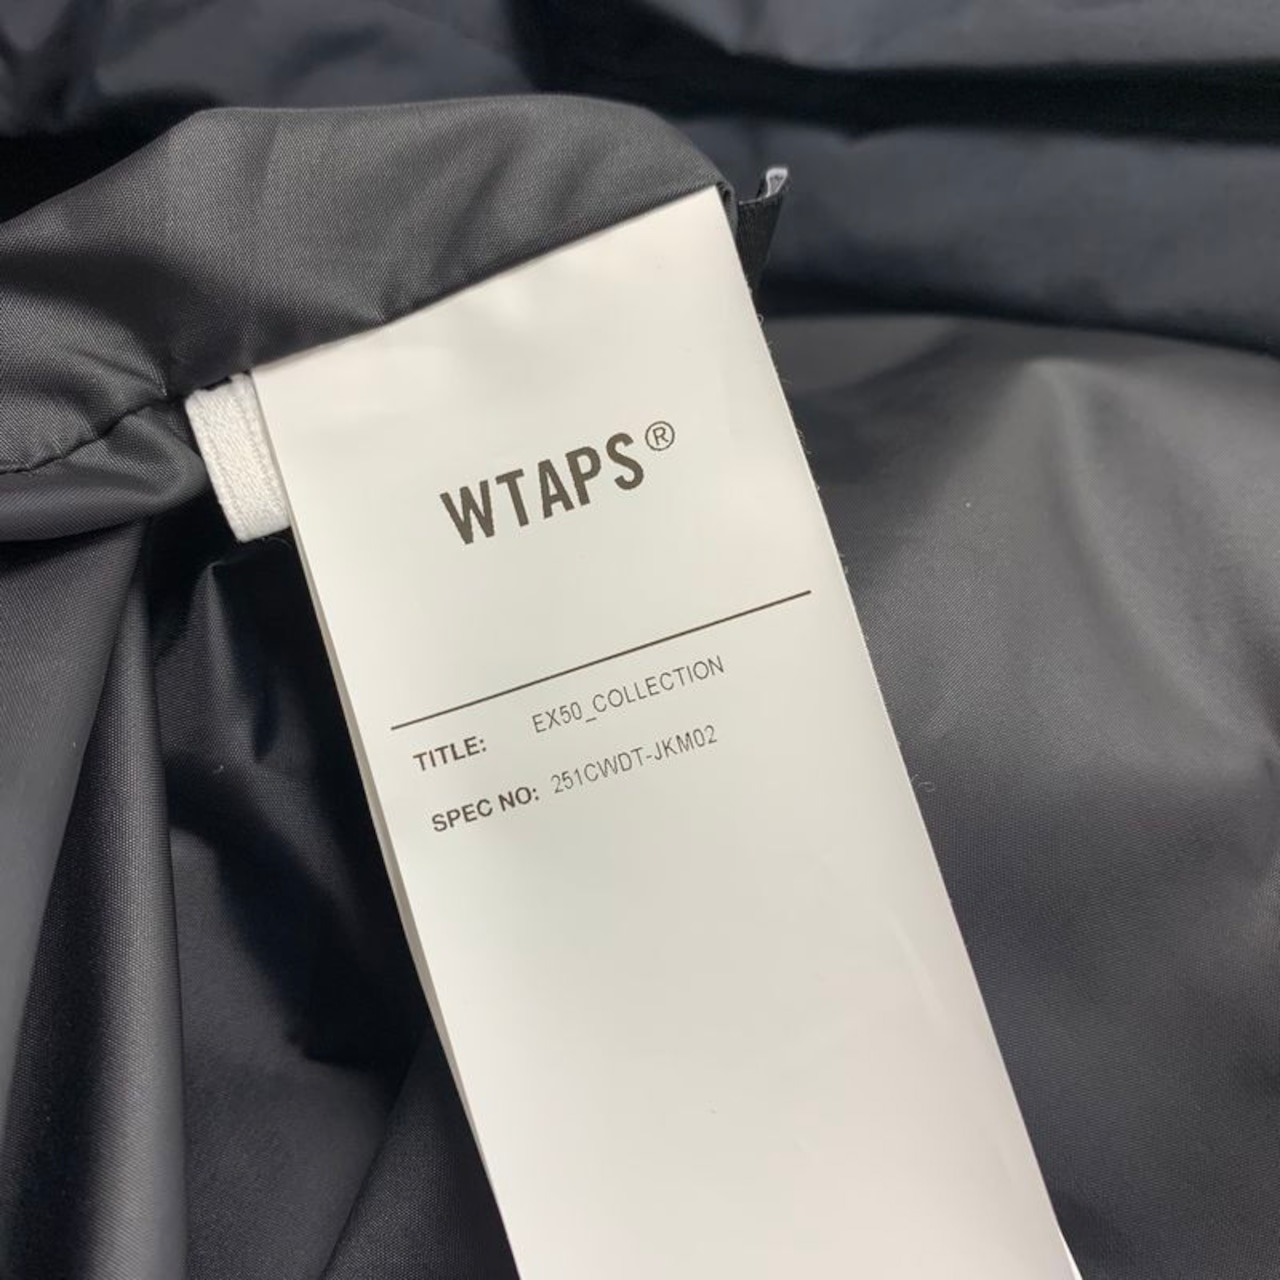 WTAPS®
TITLE: EX50_COLLECTION
SPEC NO: 251CWDT-JKM02